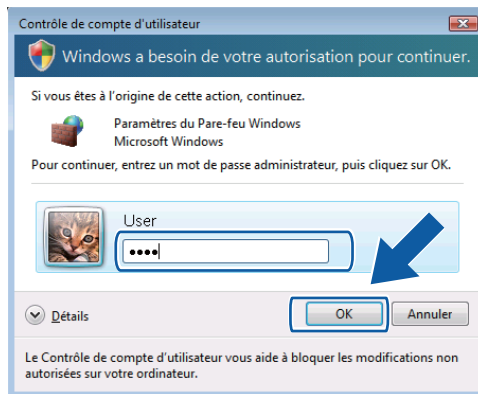 Contrôle de compte d'utilisateur
Windows a besoin de votre autorisation pour continuer.
Si vous êtes à l'origine de cette action, continuez.
Paramètres du Pare-feu Windows
Microsoft Windows
Pour continuer, entrez un mot de passe administrateur, puis cliquez sur OK.
User
••••
Détails
OK
Annuler
Le Contrôle de compte d'utilisateur vous aide à bloquer les modifications non
autorisées sur votre ordinateur.